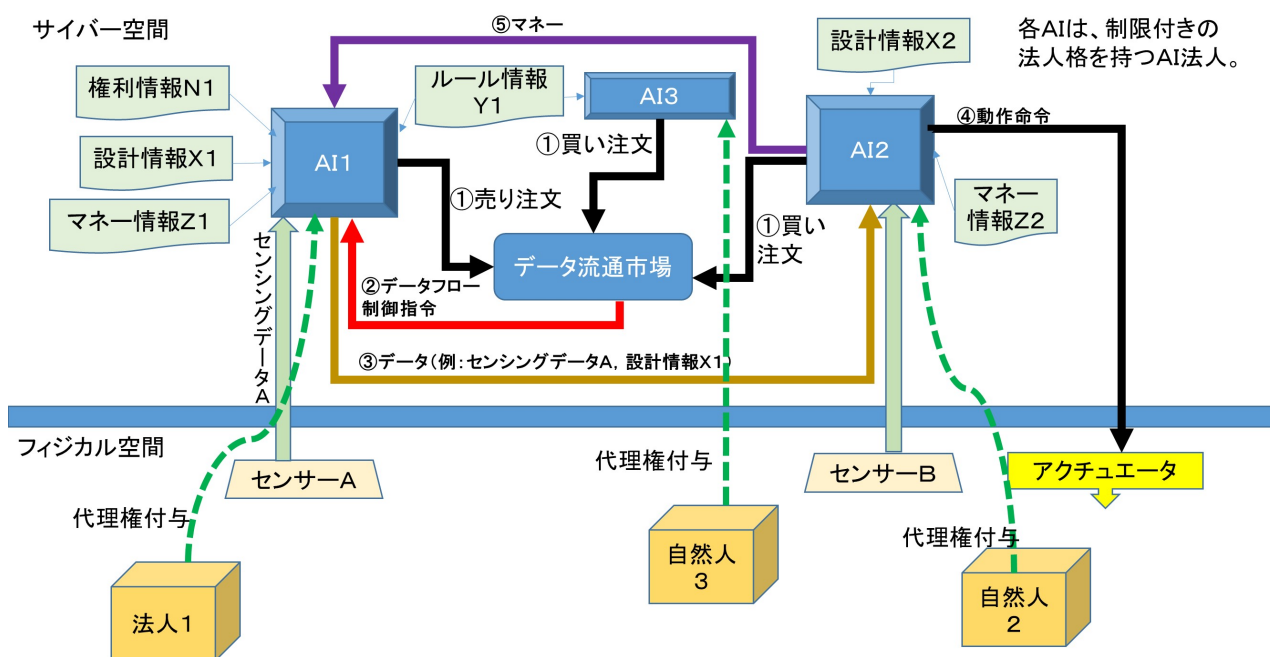 サイバー空間
⑤マネー
設計情報X2
各AIは、制限付きの
法人格を持つAI法人。
権利情報N1
ルール情報
Y1
AI3
④動作命令
設計情報X1
AI1
①買い注文
AI2
マネー情報Z1
①売り注文
マネー
情報Z2
①買い
注文
データ流通市場
センシングデータA
②データフロー
制御指令
③データ(例:センシングデータA, 設計情報X1)
フィジカル空間
センサーA
代理権付与
センサーB
アクチュエータ
代理権付与
代理権付与
自然人
3
法人1
自然人
2